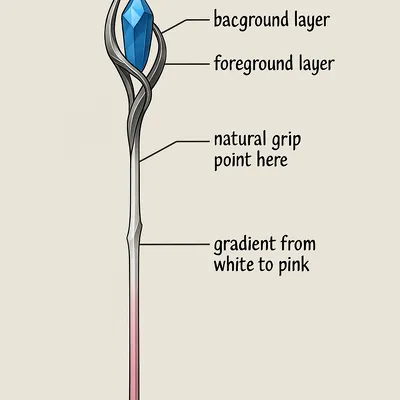 bacground layer
foreground layer
natural grip
point here
gradient from
white to pink